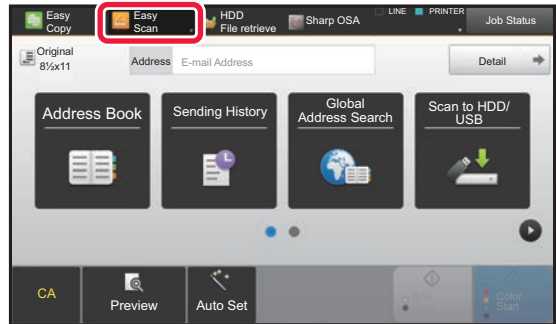 Easy
Copy
Easy
Scan
HDD
File retrieve
Sharp OSA
LINE
PRINTER
Job Status
Original
8½x11
Address
E-mail Address
Detail
Address Book
Sending History
Global
Address Search
Scan to HDD/
USB
CA
Preview
Auto Set
B/W
Start
Color
Start